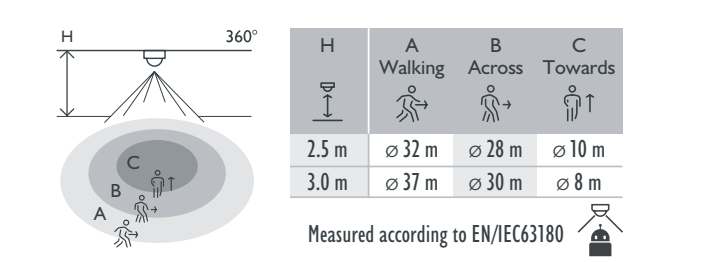 H 360°
C
B
A
H A B C
Walking Across Towards
2.5 m ⌀ 32 m ⌀ 28 m ⌀ 10 m
3.0 m ⌀ 37 m ⌀ 30 m ⌀ 8 m
Measured according to EN/IEC63180